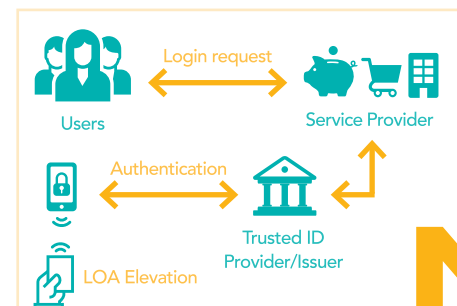 Login request
Users
Service Provider
Authentication
Trusted ID
Provider/Issuer
LOA Elevation